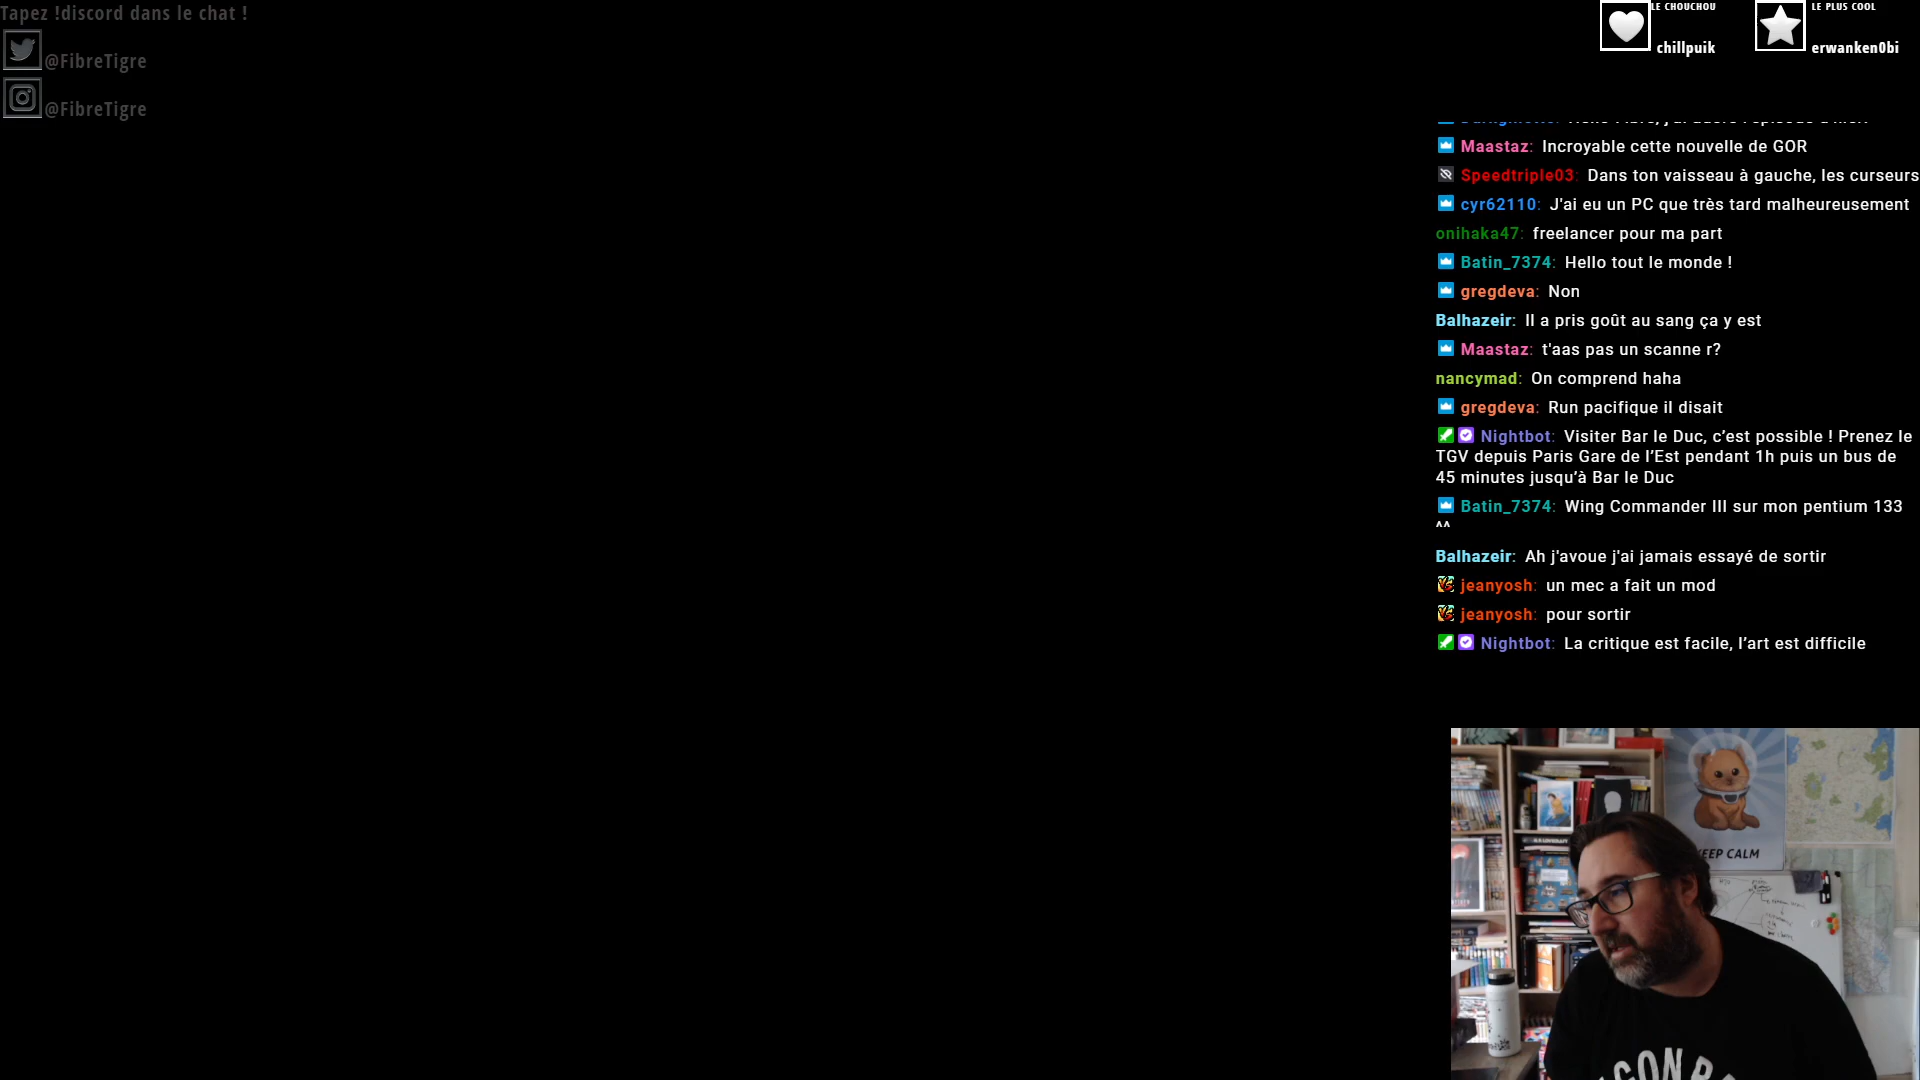 Tapez !discord dans le chat !
@FibreTigre
@FibreTigre
LE CHOUCHOU
chillpuik
LE PLUS COOL
erwanken0bi
Maastaz: Incroyable cette nouvelle de GOR
Speedtriple03: Dans ton vaisseau à gauche, les curseurs
cyr62110: J'ai eu un PC que très tard malheureusement
onihaka47: freelancer pour ma part
Batin_7374: Hello tout le monde !
gregdeva: Non
Balhazeir: Il a pris goût au sang ça y est
Maastaz: t'aas pas un scanne r?
nancymad: On comprend haha
gregdeva: Run pacifique il disait
Nightbot: Visiter Bar le Duc, c’est possible ! Prenez le
TGV depuis Paris Gare de l’Est pendant 1h puis un bus de
45 minutes jusqu’à Bar le Duc
Batin_7374: Wing Commander III sur mon pentium 133
^^
Balhazeir: Ah j'avoue j'ai jamais essayé de sortir
jeanyosh: un mec a fait un mod
jeanyosh: pour sortir
Nightbot: La critique est facile, l’art est difficile
KEEP CALM